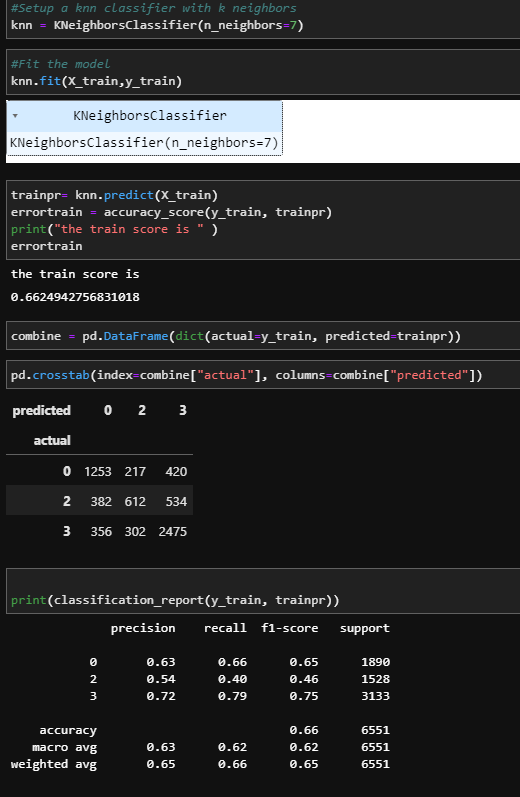 #Setup a knn classifier with k neighbors
knn = KNeighborsClassifier(n_neighbors=7)
#Fit the model
knn.fit(X_train,y_train)
▾ KNeighborsClassifier
KNeighborsClassifier(n_neighbors=7)
trainpr= knn.predict(X_train)
errortrain = accuracy_score(y_train, trainpr)
print("the train score is " )
errortrain
the train score is
0.6624942756831018
combine = pd.DataFrame(dict(actual=y_train, predicted=trainpr))
pd.crosstab(index=combine["actual"], columns=combine["predicted"])
predicted 0 2 3
actual
0 1253 217 420
2 382 612 534
3 356 302 2475
print(classification_report(y_train, trainpr))
precision recall f1-score support
0 0.63 0.66 0.65 1890
2 0.54 0.40 0.46 1528
3 0.72 0.79 0.75 3133
accuracy 0.66 6551
macro avg 0.63 0.62 0.62 6551
weighted avg 0.65 0.66 0.65 6551